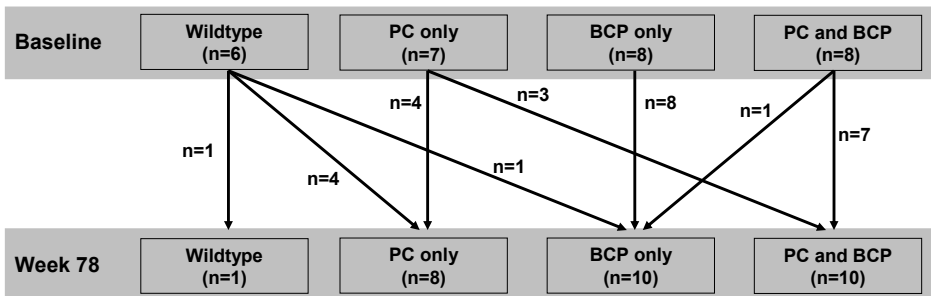 Baseline
Wildtype
(n=6)
PC only
(n=7)
BCP only
(n=8)
PC and BCP
(n=8)
n=4
n=3
n=8
n=1
n=7
n=1
n=4
n=1
Week 78
Wildtype
(n=1)
PC only
(n=8)
BCP only
(n=10)
PC and BCP
(n=10)